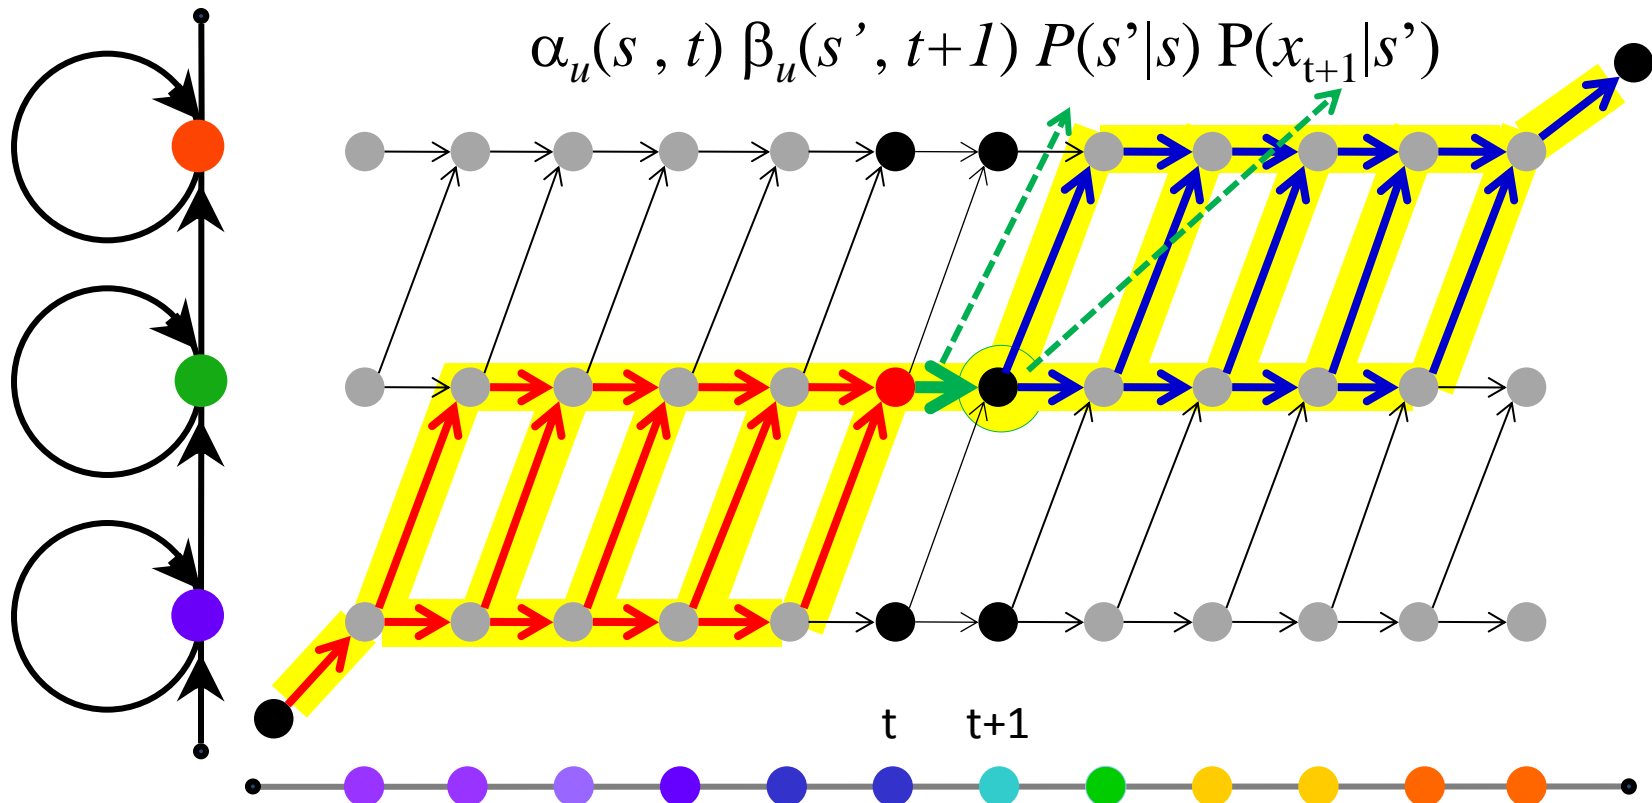 αᵤ(s , t) βᵤ(s’, t+1) P(s’|s) P(xₜ₊₁|s’)
t t+1